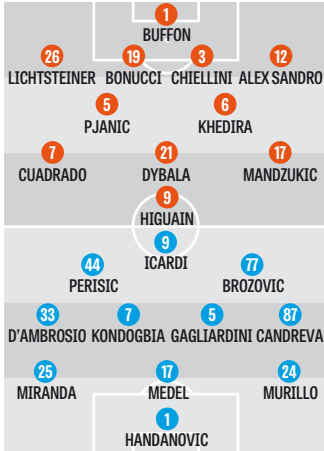 1
BUFFON
26 19 3 12
LICHTSTEINER BONUCCI CHIELLINI ALEX SANDRO
5 6
PJANIC KHEDIRA
7 21 17
CUADRADO DYBALA MANDZUKIC
9
HIGUAIN
9
ICARDI
44 77
PERISIC BROZOVIC
33 7 5 87
D'AMBROSIO KONDOGBIA GAGLIARDINI CANDREVA
25 17 24
MIRANDA MEDEL MURILLO
1
HANDANOVIC